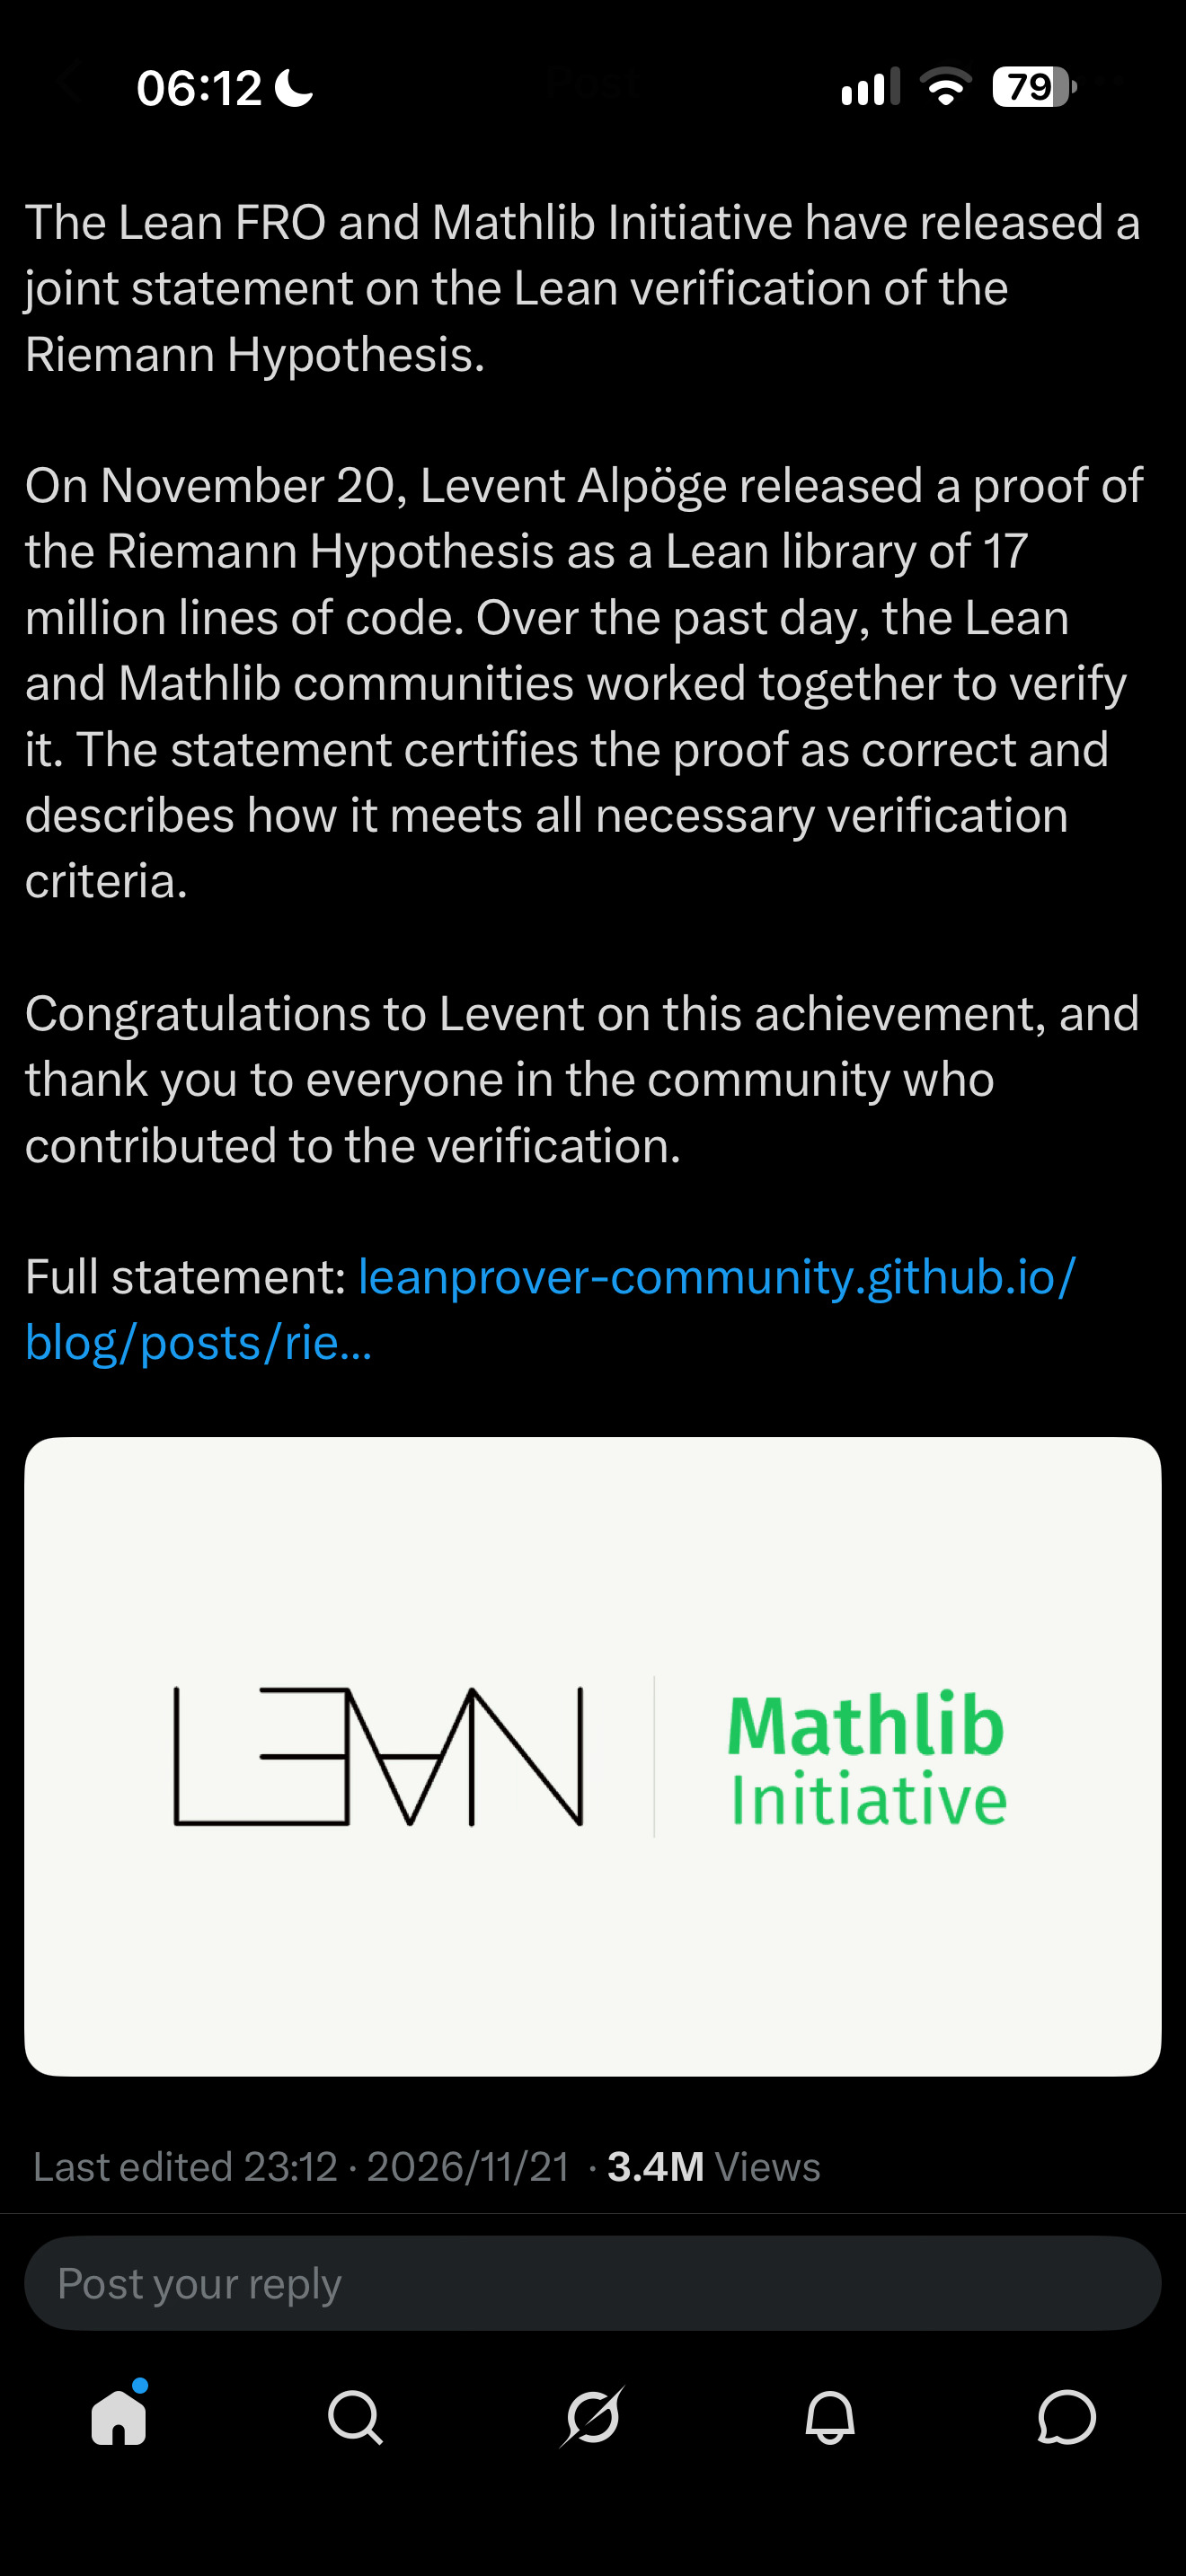 06:12
Post
79
The Lean FRO and Mathlib Initiative have released a
joint statement on the Lean verification of the
Riemann Hypothesis.
On November 20, Levent Alpöge released a proof of
the Riemann Hypothesis as a Lean library of 17
million lines of code. Over the past day, the Lean
and Mathlib communities worked together to verify
it. The statement certifies the proof as correct and
describes how it meets all necessary verification
criteria.
Congratulations to Levent on this achievement, and
thank you to everyone in the community who
contributed to the verification.
Full statement: leanprover-community.github.io/
blog/posts/rie...
LEAN
Mathlib
Initiative
Last edited 23:12 · 2026/11/21 · 3.4M Views
Post your reply